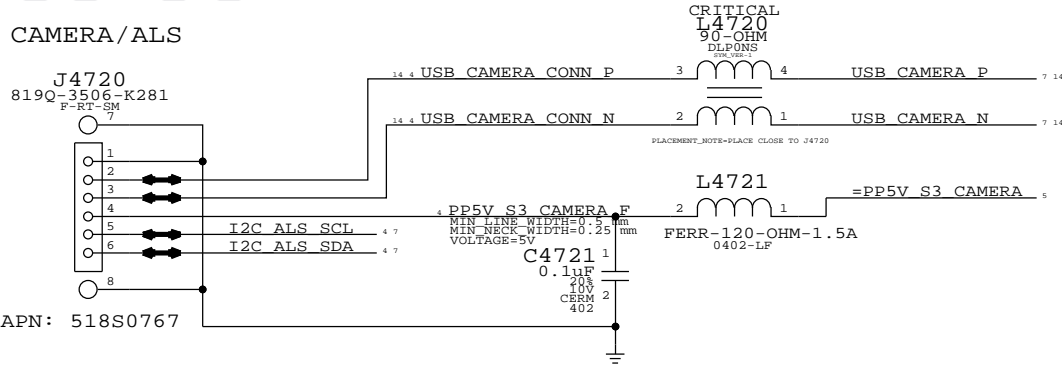 CAMERA/ALS
J4720
819Q-3506-K281
F-RT-SM
7
1
2
3
4
5
6
8
APN: 518S0767
CRITICAL
L4720
90-OHM
DLP0NS
SYM_VER-1
14 4 USB_CAMERA_CONN_P 3 4 USB_CAMERA_P 7 14
14 4 USB_CAMERA_CONN_N 2 1 USB_CAMERA_N 7 14
PLACEMENT_NOTE=PLACE CLOSE TO J4720
L4721
=PP5V_S3_CAMERA 5
4 PP5V_S3_CAMERA_F 2 1
MIN_LINE_WIDTH=0.5 mm
MIN_NECK_WIDTH=0.25 mm
VOLTAGE=5V
FERR-120-OHM-1.5A
0402-LF
I2C_ALS_SCL 4 7
I2C_ALS_SDA 4 7
C4721 1
0.1uF
20%
10V
CERM 2
402